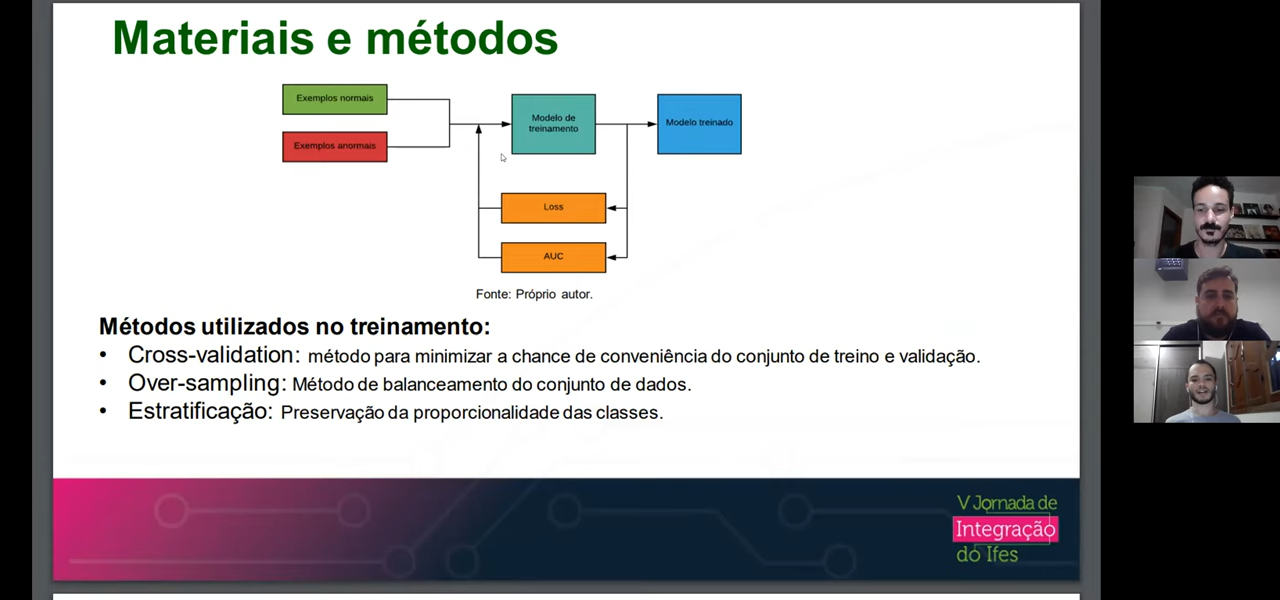 Materiais e métodos
Exemplos normais
Exemplos anormais
Modelo de
treinamento
Modelo treinado
Loss
AUC
Fonte: Próprio autor.
Métodos utilizados no treinamento:
• Cross-validation: método para minimizar a chance de conveniência do conjunto de treino e validação.
• Over-sampling: Método de balanceamento do conjunto de dados.
• Estratificação: Preservação da proporcionalidade das classes.
V Jornada de
Integração
do Ifes